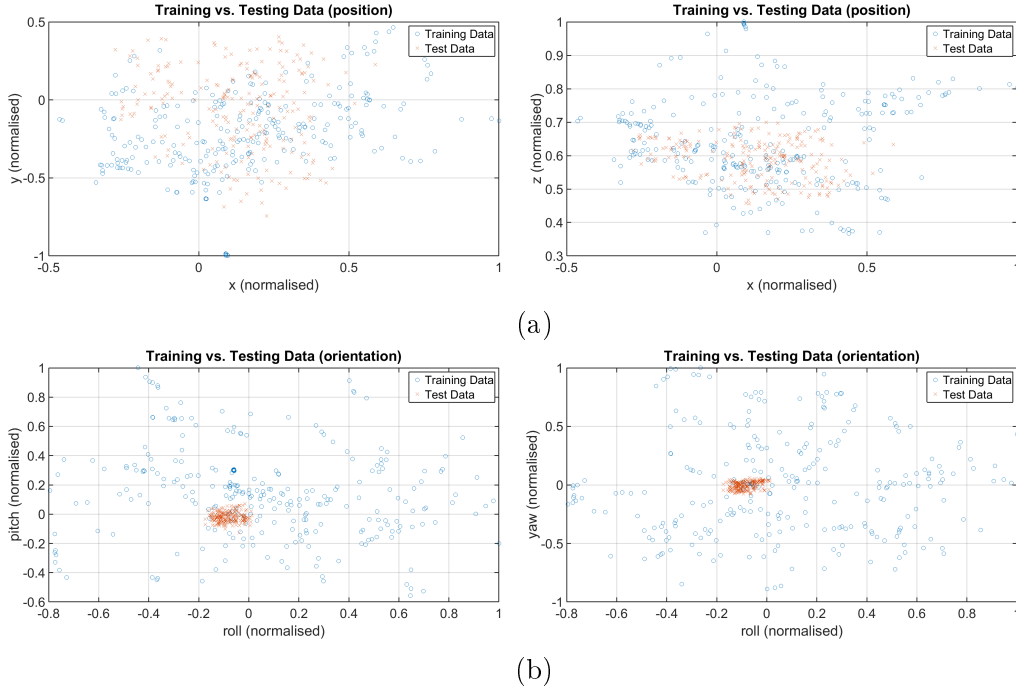 Training vs. Testing Data (position)
0.5
0
-0.5
-1
y (normalised)
-0.5 0 0.5 1
x (normalised)
Training Data
Test Data
Training vs. Testing Data (position)
1
0.9
0.8
0.7
0.6
0.5
0.4
0.3
z (normalised)
-0.5 0 0.5 1
x (normalised)
Training Data
Test Data
(a)
Training vs. Testing Data (orientation)
1
0.8
0.6
0.4
0.2
0
-0.2
-0.4
-0.6
pitch (normalised)
-0.8 -0.6 -0.4 -0.2 0 0.2 0.4 0.6 0.8 1
roll (normalised)
Training Data
Test Data
Training vs. Testing Data (orientation)
1
0.5
0
-0.5
-1
yaw (normalised)
-0.8 -0.6 -0.4 -0.2 0 0.2 0.4 0.6 0.8 1
roll (normalised)
Training Data
Test Data
(b)